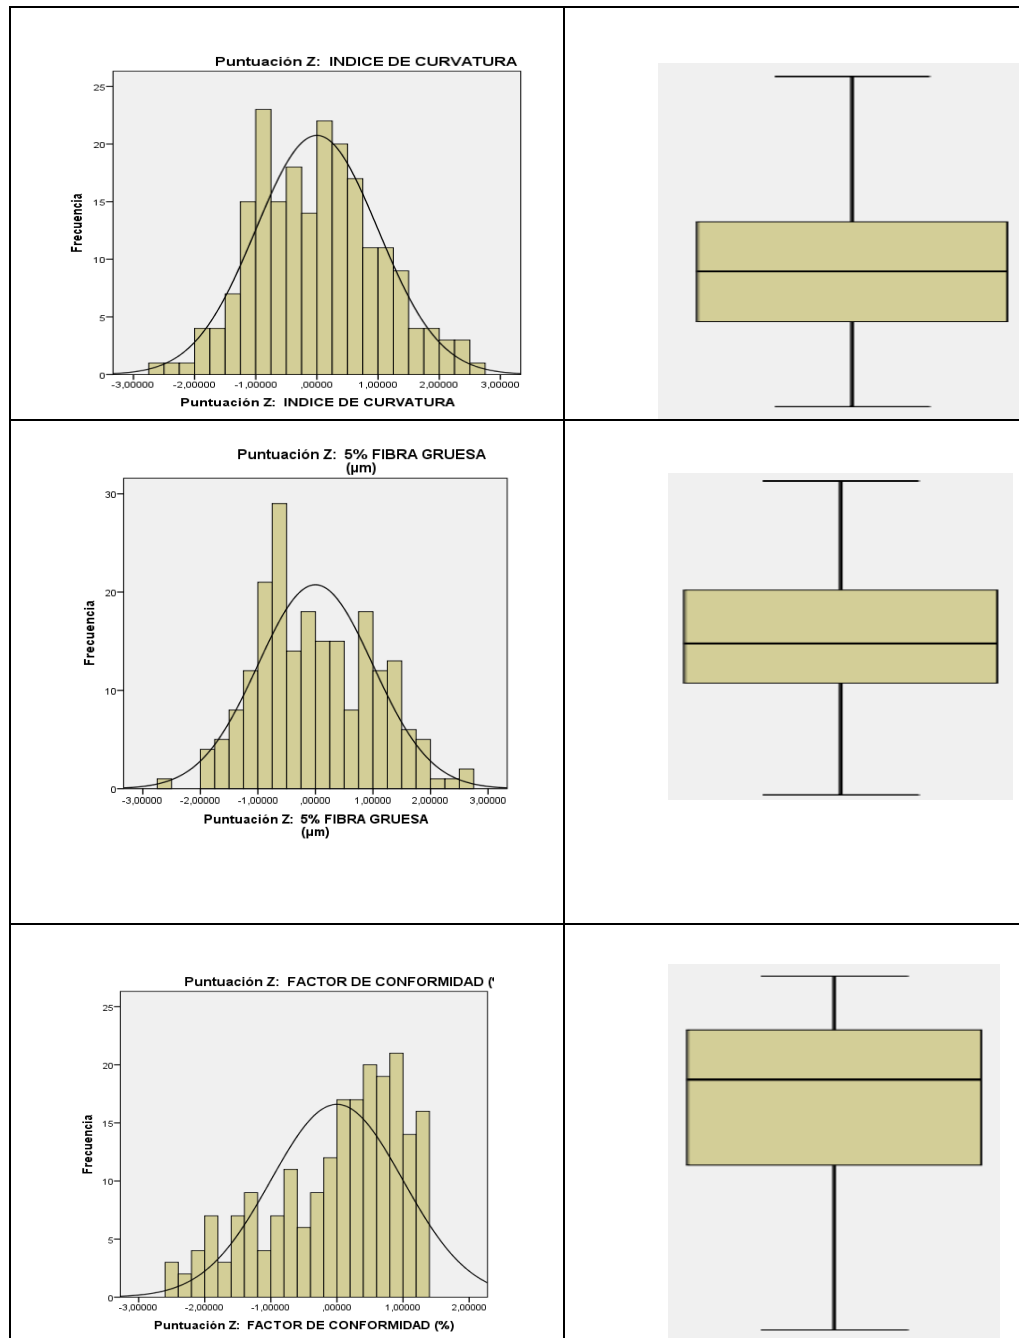 Puntuación Z: INDICE DE CURVATURA
25
20
15
10
5
0
Frecuencia
-3,00000 -2,00000 -1,00000 ,00000 1,00000 2,00000 3,00000
Puntuación Z: INDICE DE CURVATURA
Puntuación Z: 5% FIBRA GRUESA
(µm)
30
20
10
0
Frecuencia
-3,00000 -2,00000 -1,00000 ,00000 1,00000 2,00000 3,00000
Puntuación Z: 5% FIBRA GRUESA
(µm)
Puntuación Z: FACTOR DE CONFORMIDAD (
25
20
15
10
5
0
Frecuencia
-3,00000 -2,00000 -1,00000 ,00000 1,00000 2,00000
Puntuación Z: FACTOR DE CONFORMIDAD (%)